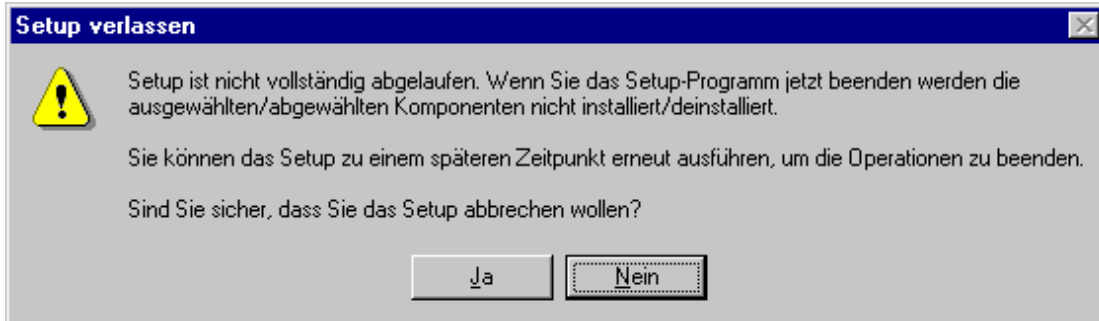 Setup verlassen
Setup ist nicht vollständig abgelaufen. Wenn Sie das Setup-Programm jetzt beenden werden die
ausgewählten/abgewählten Komponenten nicht installiert/deinstalliert.
Sie können das Setup zu einem späteren Zeitpunkt erneut ausführen, um die Operationen zu beenden.
Sind Sie sicher, dass Sie das Setup abbrechen wollen?
Ja Nein